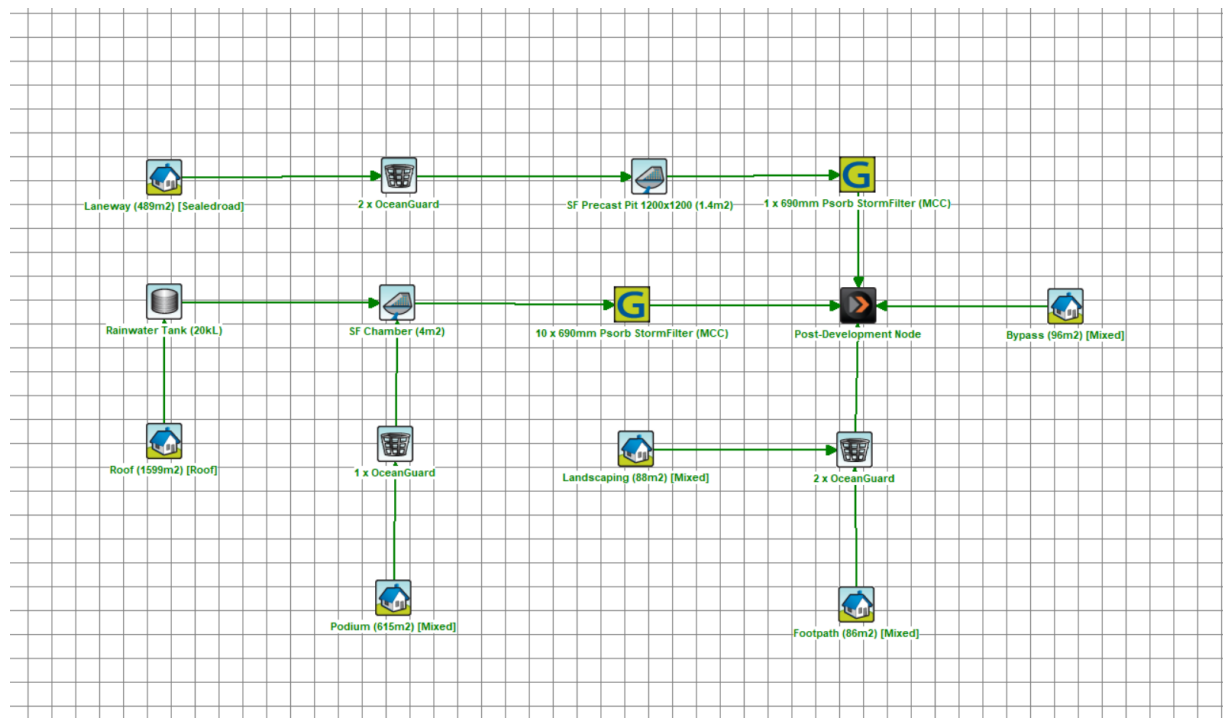 Laneway (489m2) [Sealedroad]
2 x OceanGuard
SF Precast Pit 1200x1200 (1.4m2)
G
1 x 690mm Psorb StormFilter (MCC)
Rainwater Tank (20kL)
SF Chamber (4m2)
G
10 x 690mm Psorb StormFilter (MCC)
Post-Development Node
Bypass (96m2) [Mixed]
Roof (1599m2) [Roof]
1 x OceanGuard
Landscaping (88m2) [Mixed]
2 x OceanGuard
Podium (615m2) [Mixed]
Footpath (86m2) [Mixed]